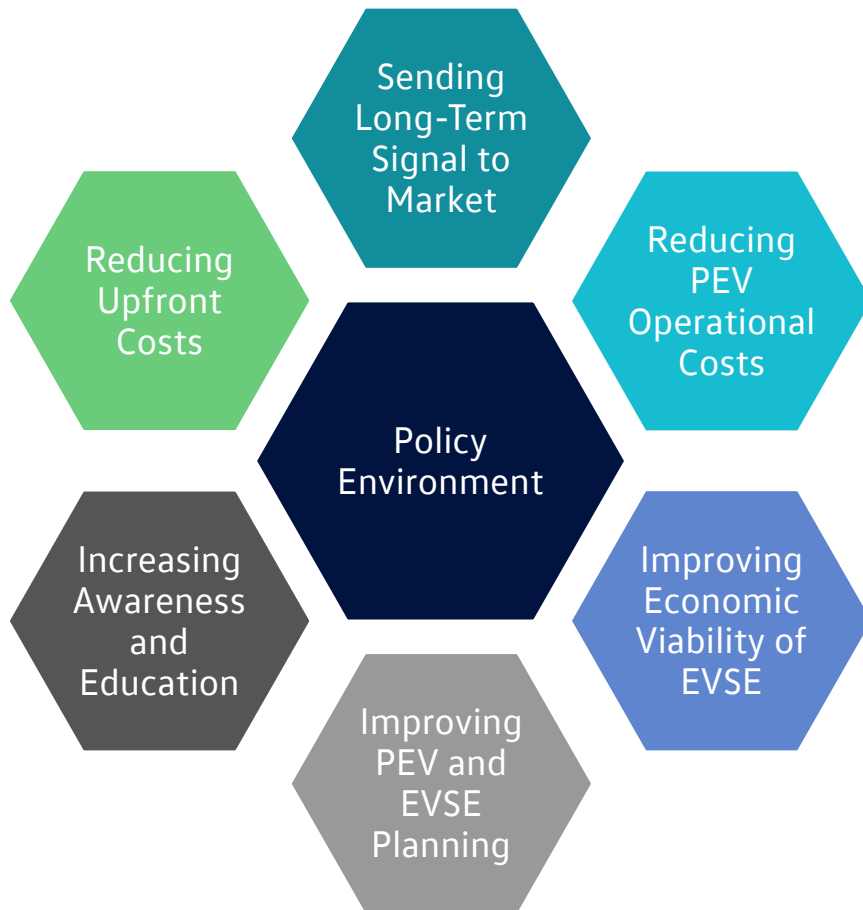 Sending
Long-Term
Signal to
Market
Reducing
Upfront
Costs
Reducing
PEV
Operational
Costs
Policy
Environment
Increasing
Awareness
and
Education
Improving
Economic
Viability of
EVSE
Improving
PEV and
EVSE
Planning